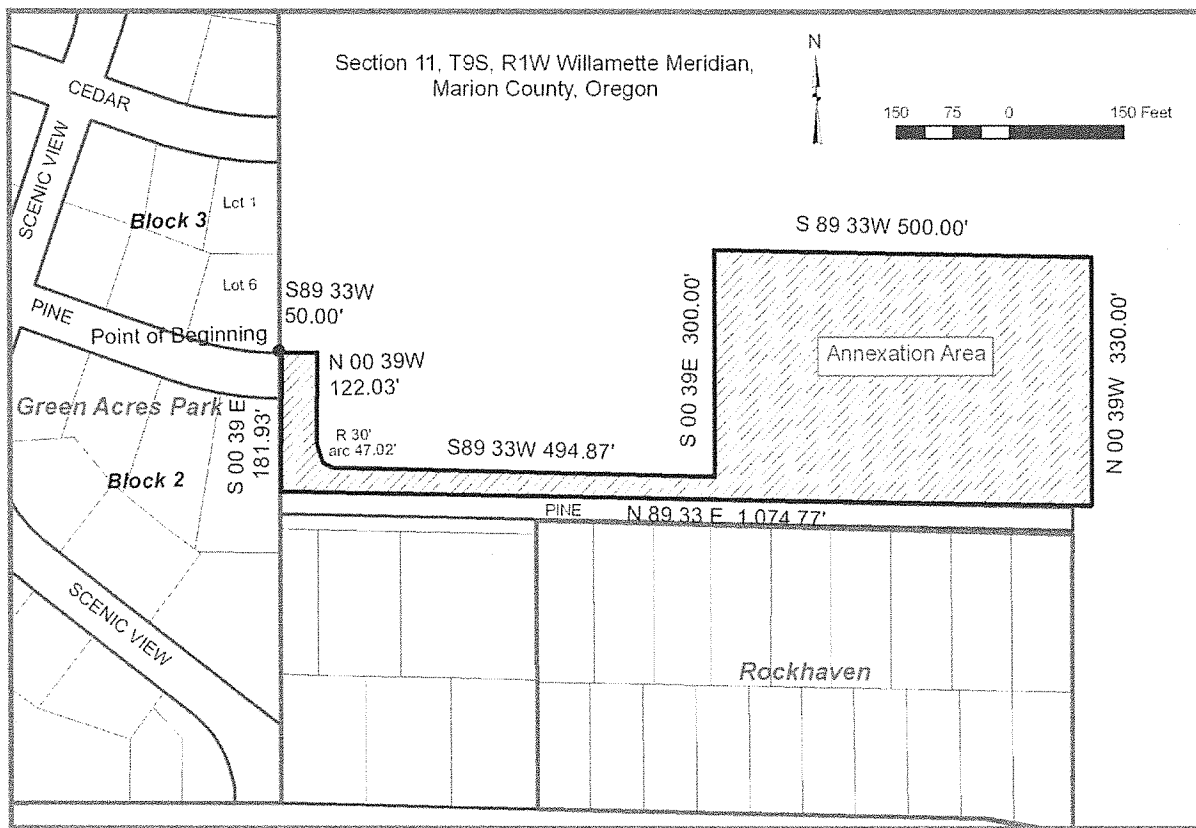 Section 11, T9S, R1W Willamette Meridian,
Marion County, Oregon
N
150 75 0 150 Feet
CEDAR
SCENIC VIEW
Block 3
Lct 1
Lot 6
S 89 33W 500.00'
S89 33W
50.00'
PINE
Point of Beginning
N 00 39W
122.03'
S 00 39E 300.00'
Annexation Area
N 00 39W 330.00'
Green Acres Park
S 00 39 E
181.93'
R 30'
arc 47.02'
S89 33W 494.87'
Block 2
PINE
N 89.33 E 1,074.77'
SCENIC VIEW
Rockhaven